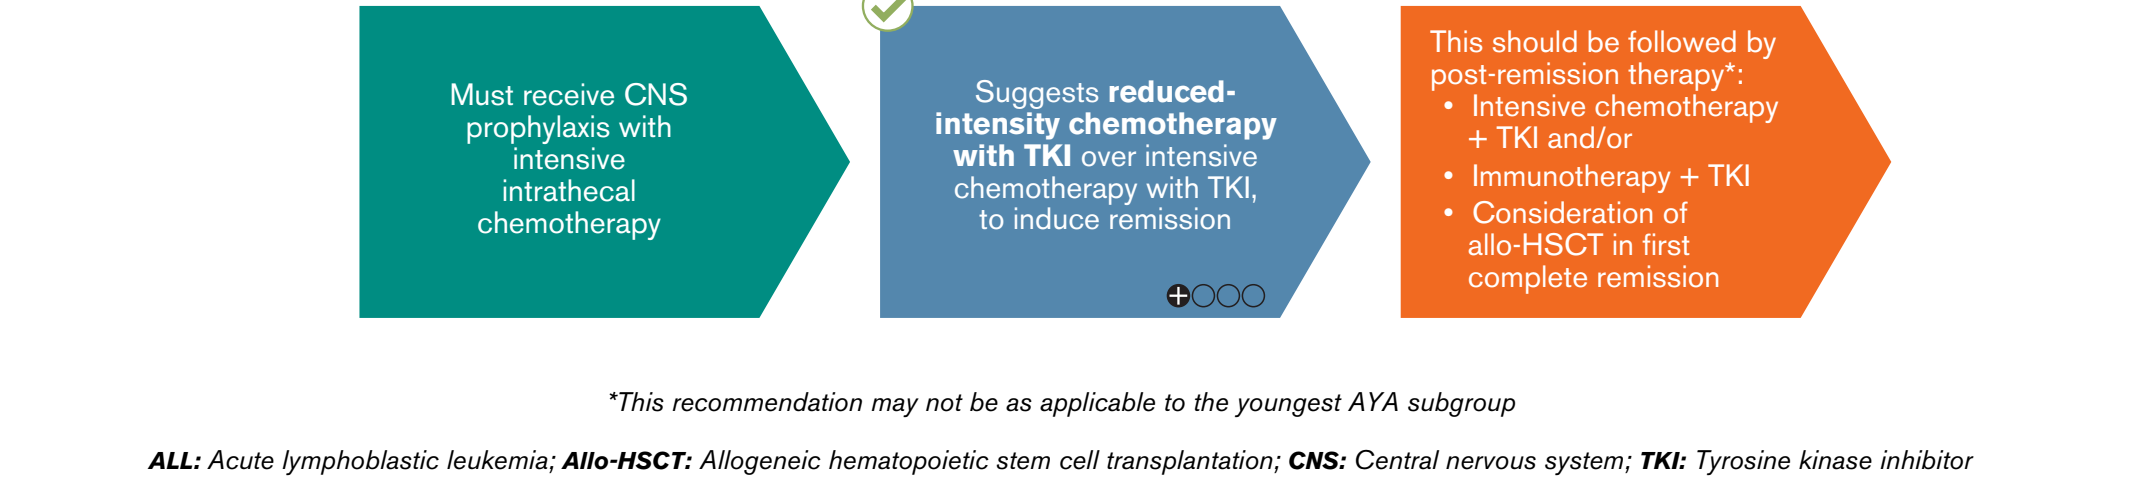 Must receive CNS
prophylaxis with
intensive
intrathecal
chemotherapy
Suggests reduced-
intensity chemotherapy
with TKI over intensive
chemotherapy with TKI,
to induce remission
This should be followed by
post-remission therapy*:
• Intensive chemotherapy
+ TKI and/or
• Immunotherapy + TKI
• Consideration of
allo-HSCT in first
complete remission
*This recommendation may not be as applicable to the youngest AYA subgroup
ALL: Acute lymphoblastic leukemia; Allo-HSCT: Allogeneic hematopoietic stem cell transplantation; CNS: Central nervous system; TKI: Tyrosine kinase inhibitor